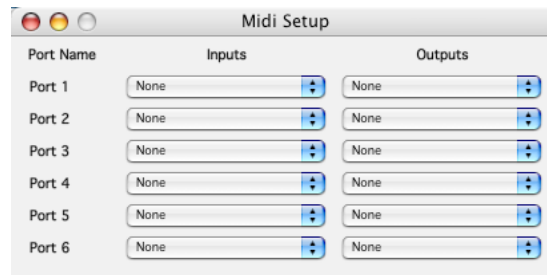 Midi Setup
Port Name Inputs Outputs
Port 1 None None
Port 2 None None
Port 3 None None
Port 4 None None
Port 5 None None
Port 6 None None